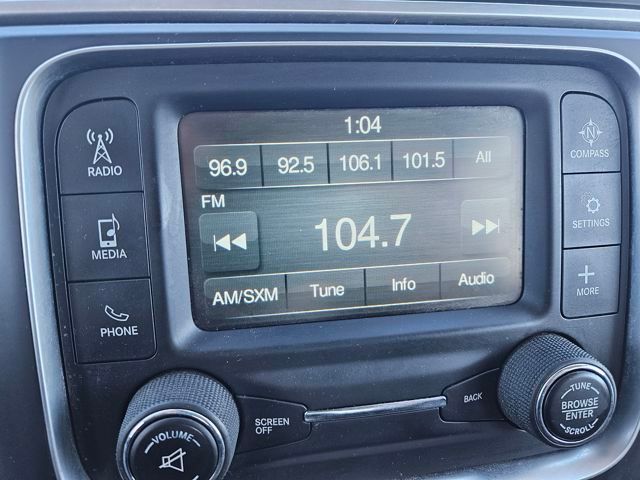 1:04
96.9 92.5 106.1 101.5 All
FM
104.7
AM/SXM Tune Info Audio
RADIO
MEDIA
PHONE
N
COMPASS
SETTINGS
MORE
VOLUME
SCREEN
OFF
BACK
TUNE
BROWSE
ENTER
SCROLL